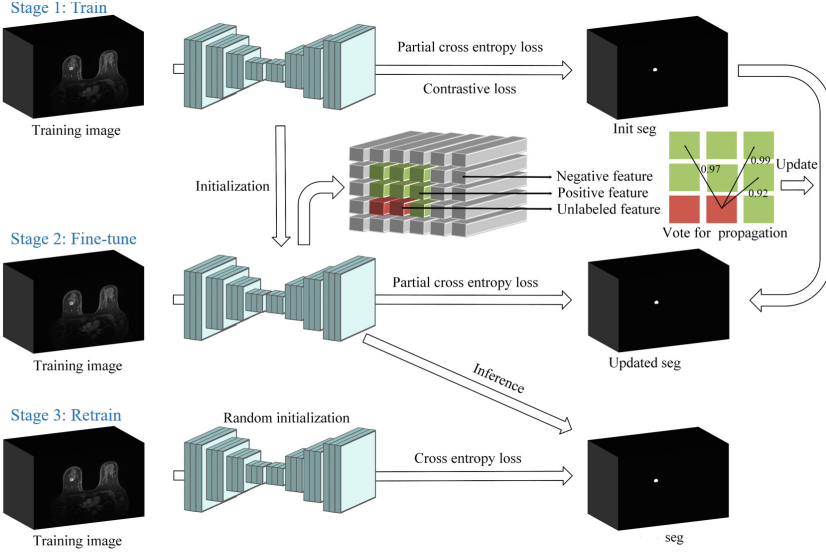 Stage 1: Train
Partial cross entropy loss
Contrastive loss
Training image
Init seg
Initialization
Negative feature
Positive feature
Unlabeled feature
0.97
0.99
0.92
Update
Vote for propagation
Stage 2: Fine-tune
Partial cross entropy loss
Training image
Updated seg
Inference
Stage 3: Retrain
Random initialization
Cross entropy loss
Training image
seg